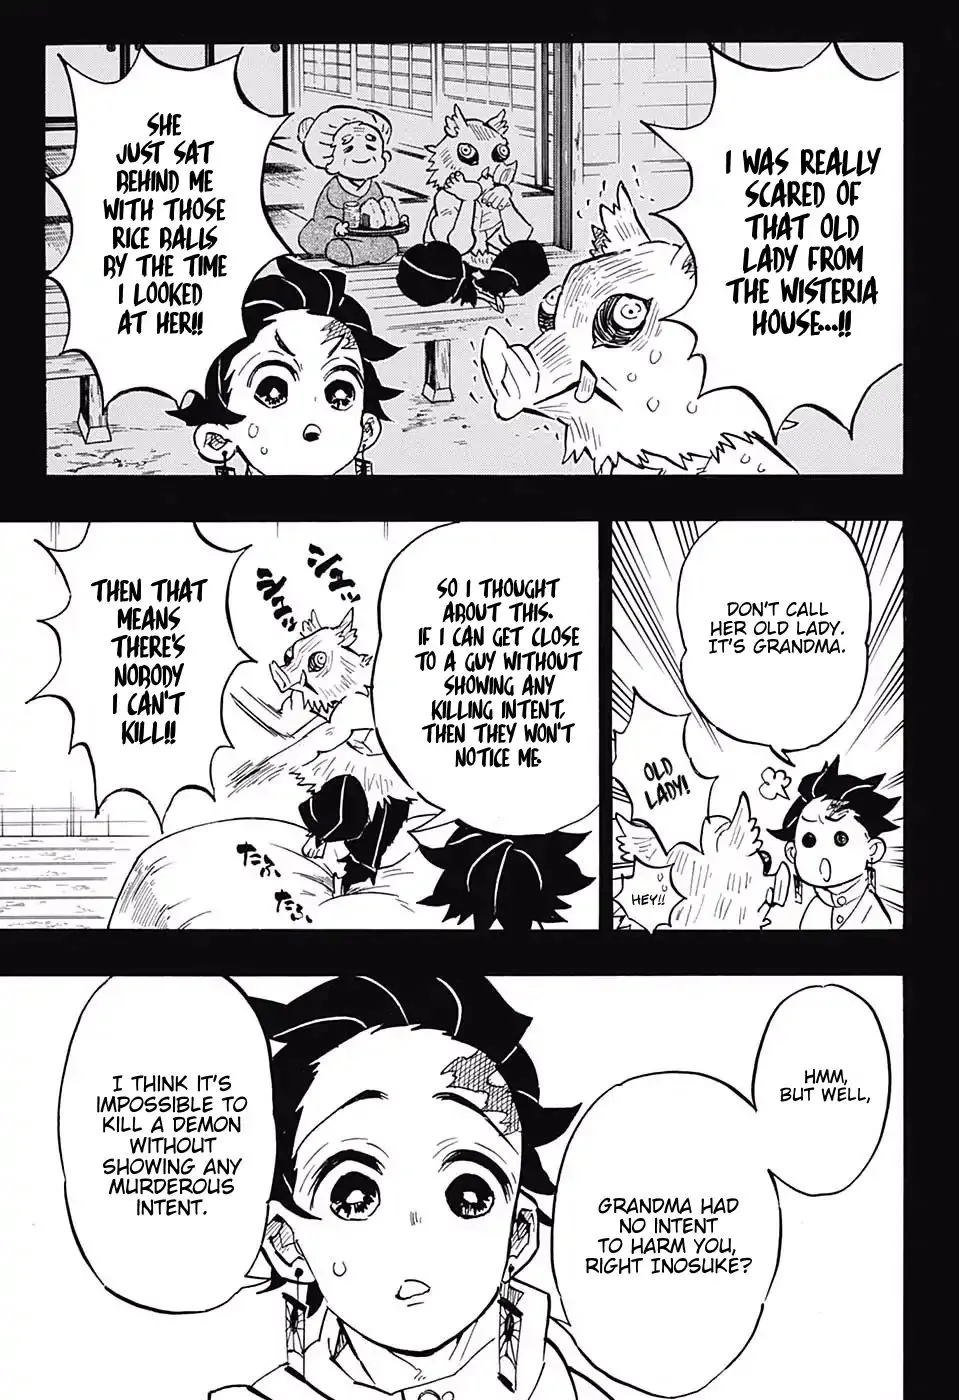 I WAS REALLY
SCARED OF
THAT OLD
LADY FROM
THE WISTERIA
HOUSE...!!
SHE
JUST SAT
BEHIND ME
WITH THOSE
RICE BALLS
BY THE TIME
I LOOKED
AT HER!!
DON'T CALL
HER OLD LADY.
IT'S GRANDMA.
OLD
LADY!
HEY!!
SO I THOUGHT
ABOUT THIS.
IF I CAN GET CLOSE
TO A GUY WITHOUT
SHOWING ANY
KILLING INTENT,
THEN THEY WON'T
NOTICE ME.
THEN THAT
MEANS
THERE'S
NOBODY
I CAN'T
KILL!!
たふ
たふ
HMM,
BUT WELL,
GRANDMA HAD
NO INTENT
TO HARM YOU,
RIGHT INOSUKE?
I THINK IT'S
IMPOSSIBLE TO
KILL A DEMON
WITHOUT
SHOWING ANY
MURDEROUS
INTENT.